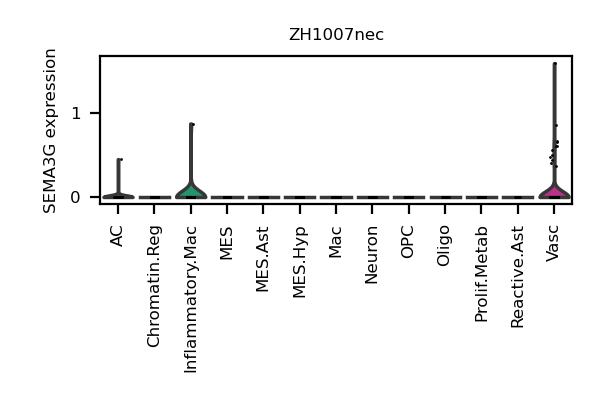 ZH1007nec
SEMA3G expression
1
0
AC
Chromatin.Reg
Inflammatory.Mac
MES
MES.Ast
MES.Hyp
Mac
Neuron
OPC
Oligo
Prolif.Metab
Reactive.Ast
Vasc